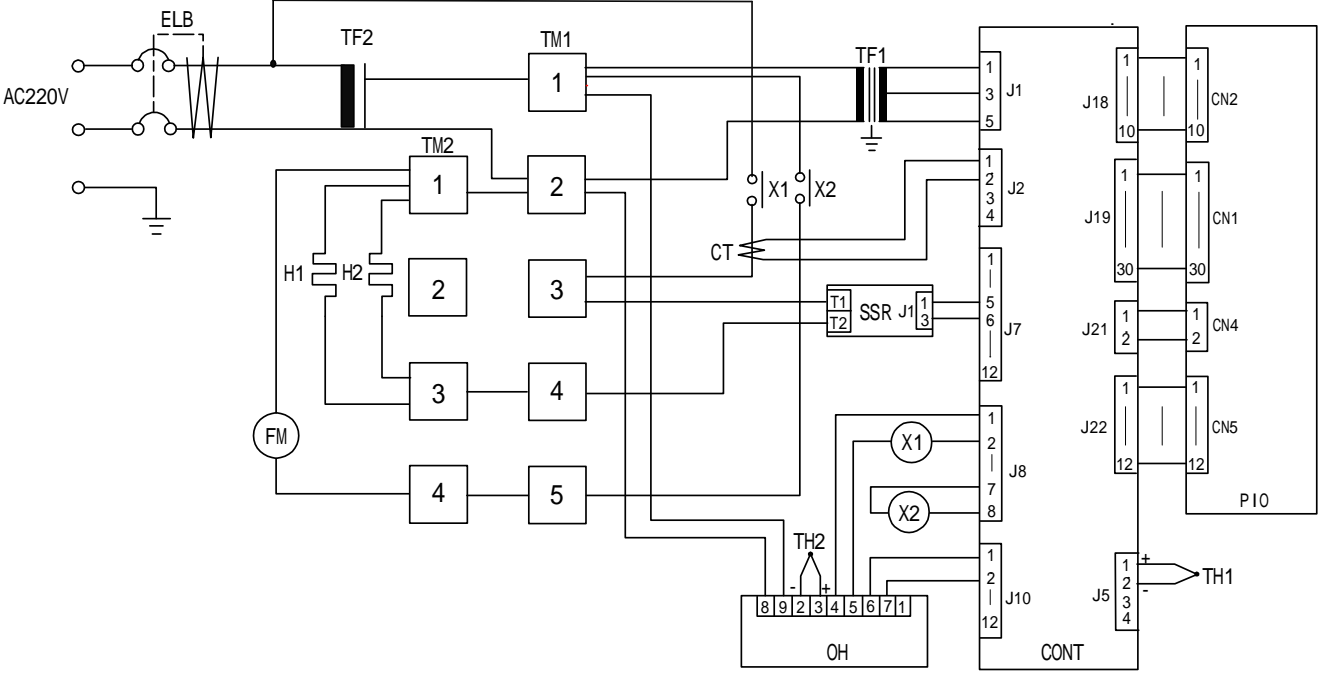 ELB
TF2
TM1
AC220V
1
TF1
1
3
5
J1
J18
1
10
1
10
CN2
TM2
1
2
X1
X2
1
2
3
4
J2
J19
1
30
1
30
CN1
CT
H1
H2
2
3
T1
T2
SSR
J1
1
3
1
5
6
12
J7
J21
1
2
1
2
CN4
3
4
FM
X1
1
2
7
8
J8
X2
J22
1
12
1
12
CN5
4
5
PIO
TH2
-
+
8
9
2
3
4
5
6
7
1
OH
1
2
12
J10
J5
1
2
3
4
+
-
TH1
CONT